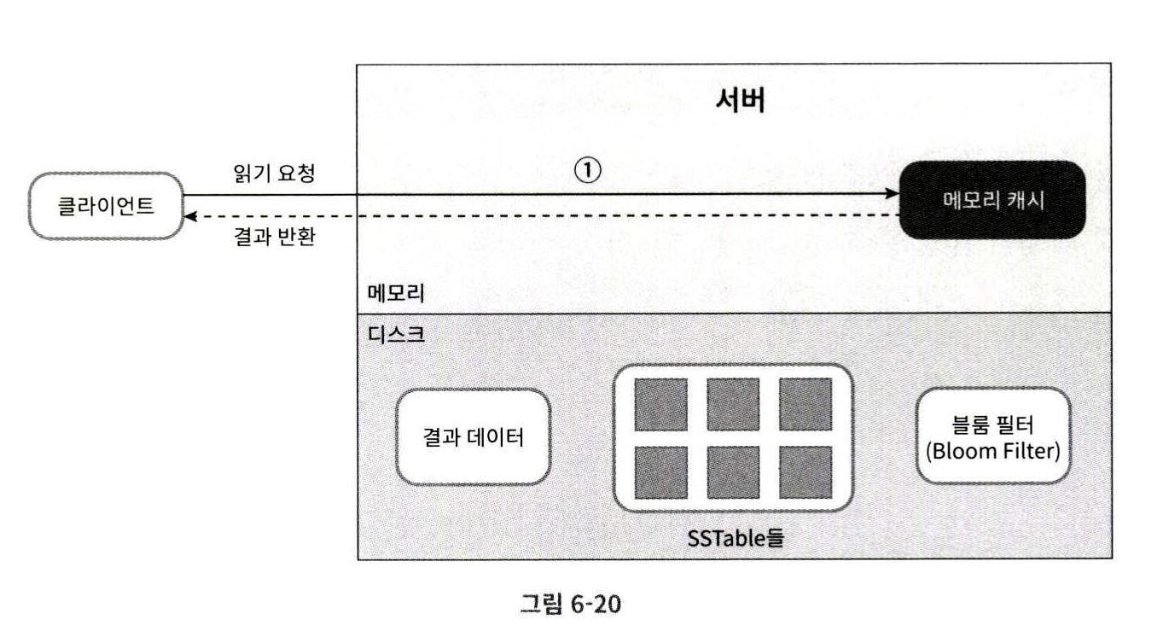 서버
읽기 요청
①
클라이언트
메모리 캐시
결과 반환
메모리
디스크
결과 데이터
블룸 필터
(Bloom Filter)
SSTable들
그림 6-20